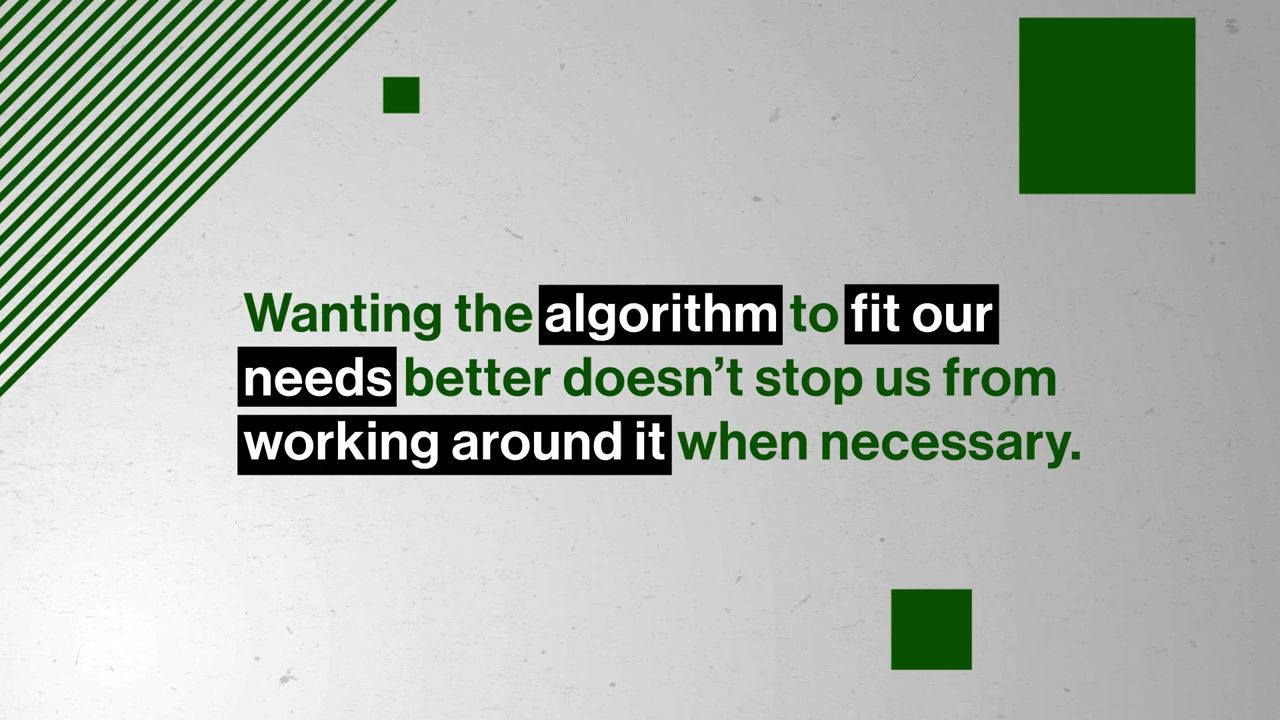 Wanting the algorithm to fit our
needs better doesn’t stop us from
working around it when necessary.